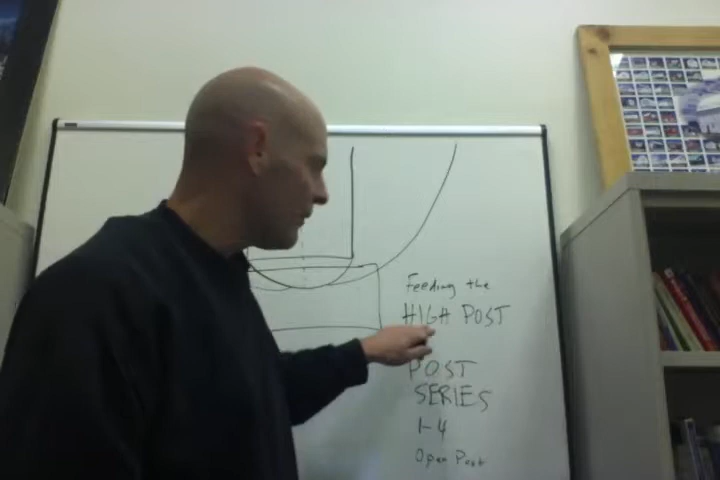 Feeding the
HIGH POST
POST
SERIES
1-4
Open Post